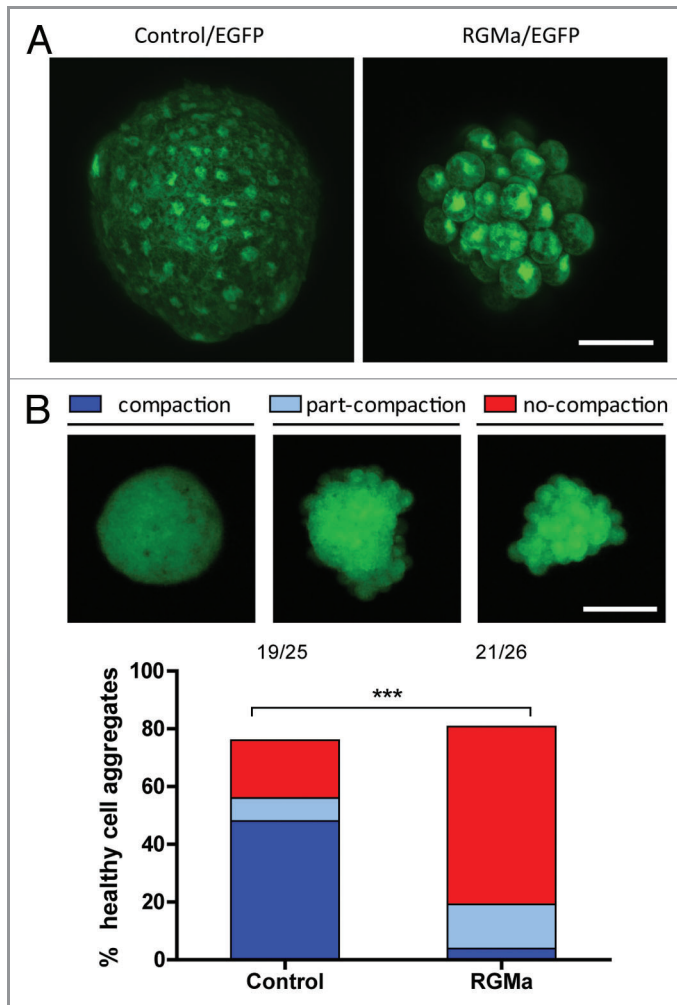 A
Control/EGFP RGMa/EGFP
B
compaction part-compaction no-compaction
19/25 21/26
***
% healthy cell aggregates
100
80
60
40
20
0
Control RGMa